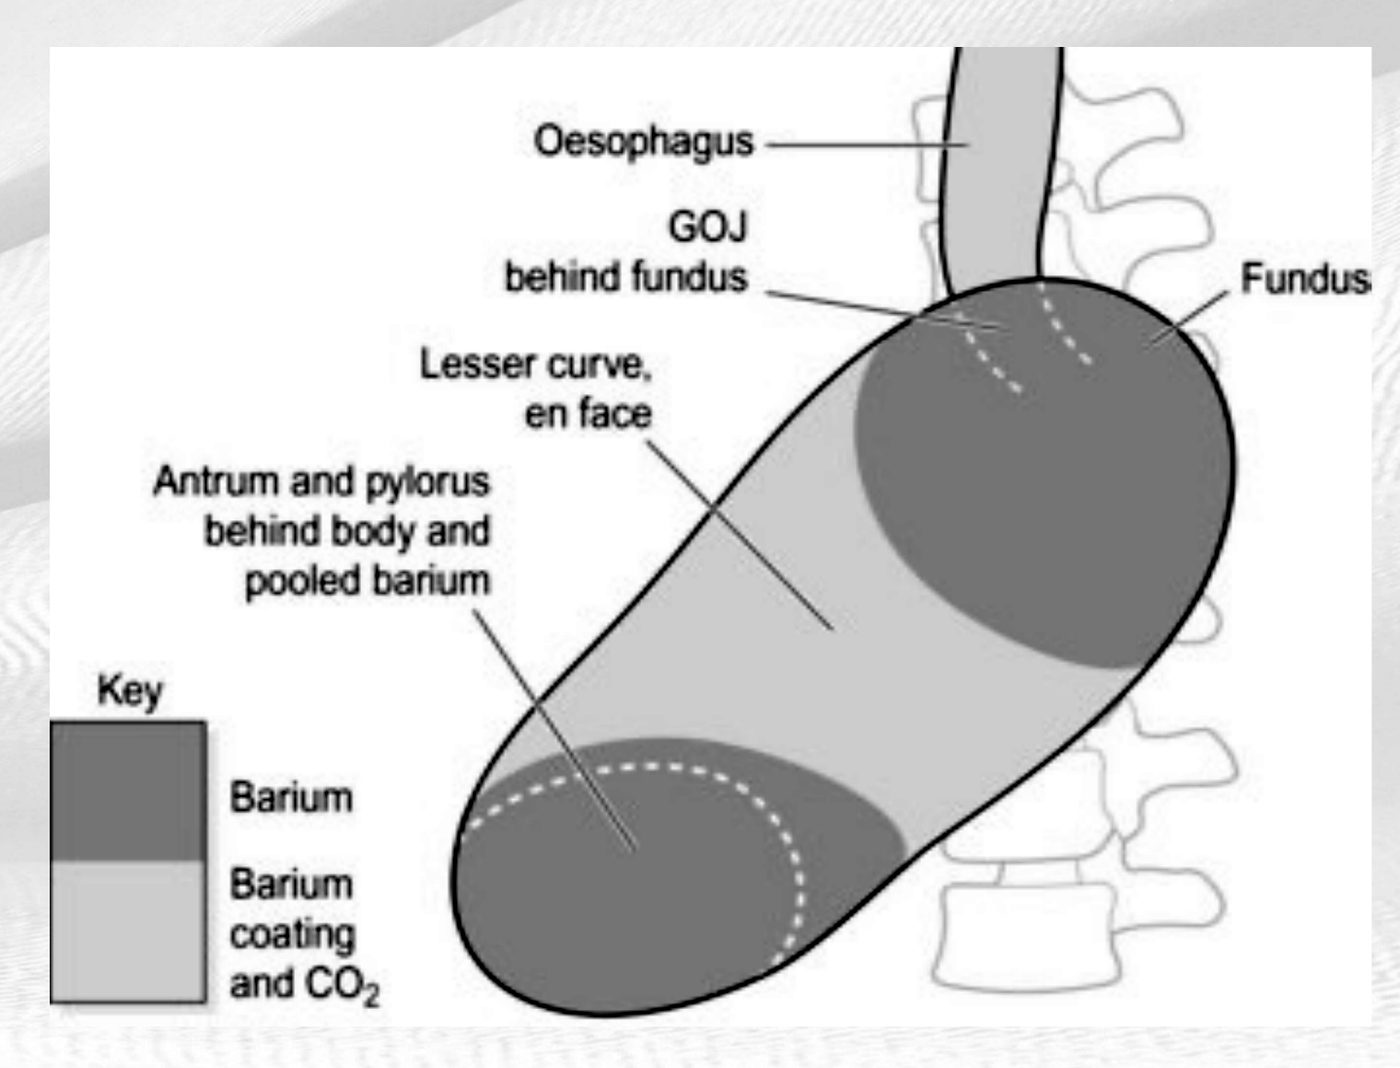 Oesophagus
GOJ
behind fundus
Fundus
Lesser curve,
en face
Antrum and pylorus
behind body and
pooled barium
Key
Barium
Barium
coating
and CO₂